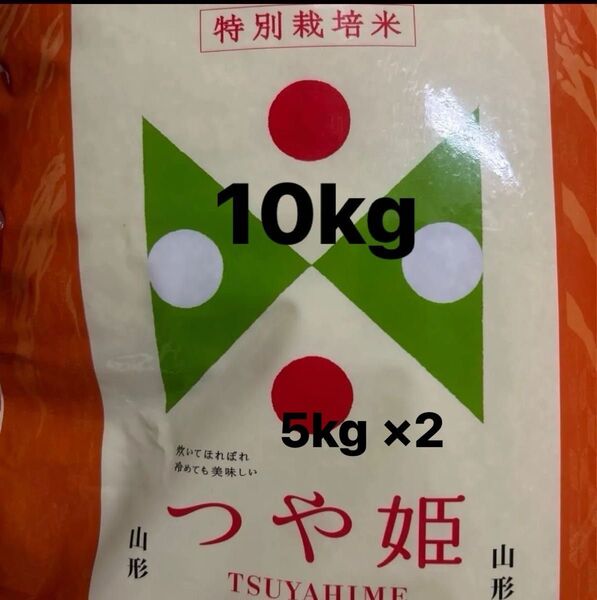 特別栽培米
10kg
5kg ×2
炊いてほれぼれ
冷めても美味しい
つや姫
山形
山形
TSUYAHIME